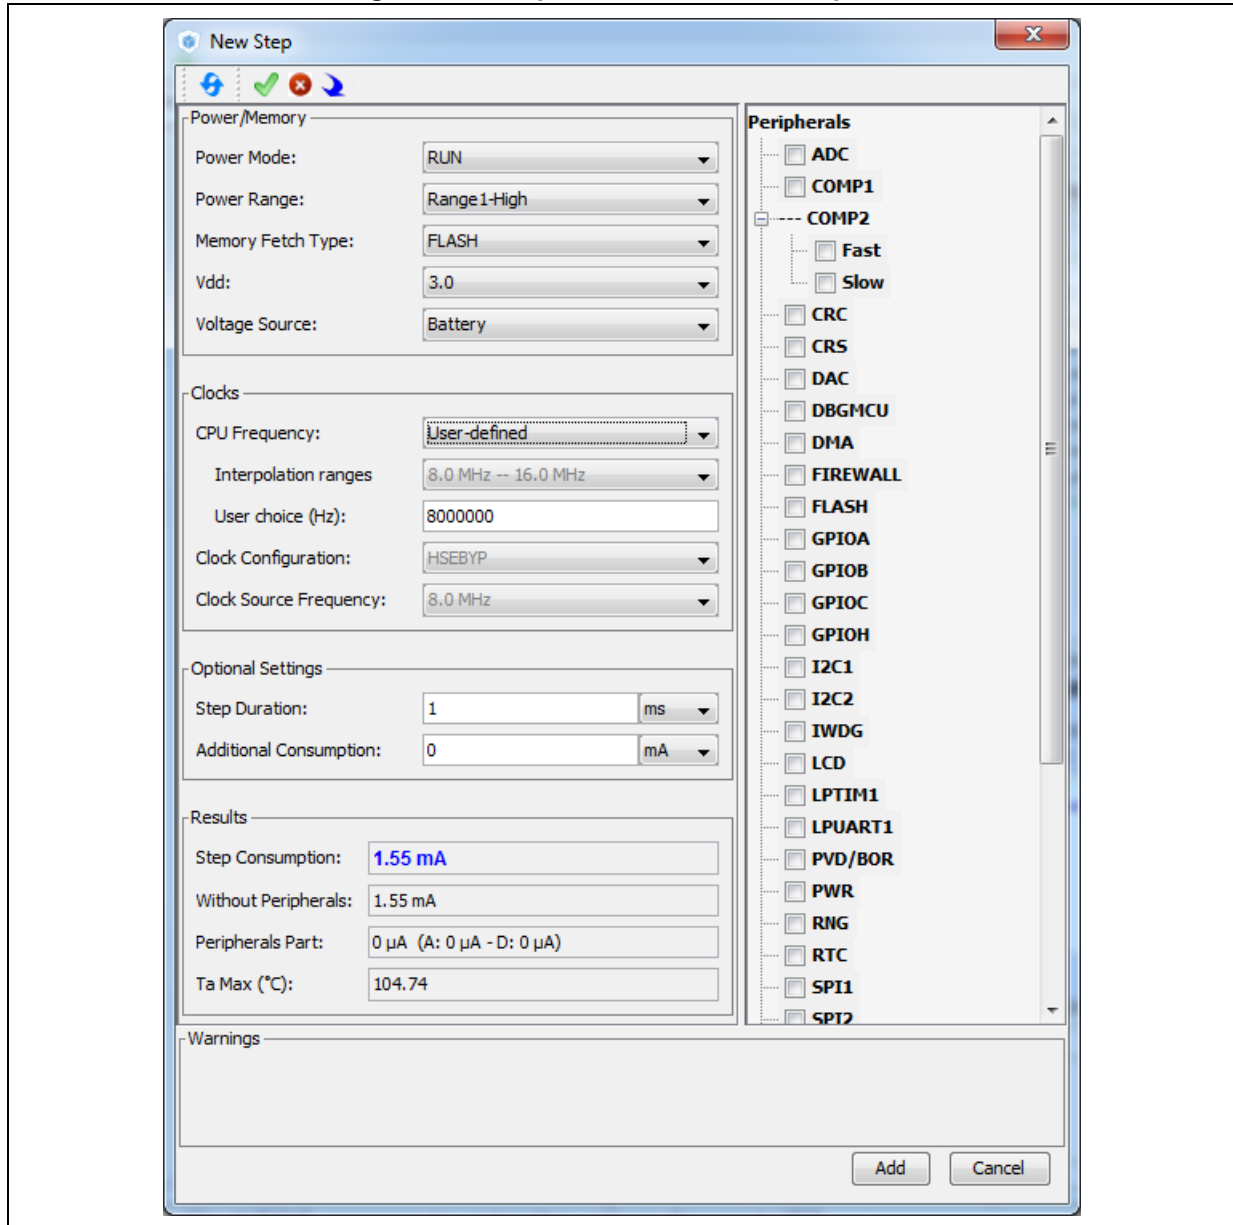 New Step
Power/Memory
Power Mode: RUN
Power Range: Range1-High
Memory Fetch Type: FLASH
Vdd: 3.0
Voltage Source: Battery
Clocks
CPU Frequency: User-defined
Interpolation ranges 8.0 MHz -- 16.0 MHz
User choice (Hz): 8000000
Clock Configuration: HSEBYP
Clock Source Frequency: 8.0 MHz
Optional Settings
Step Duration: 1 ms
Additional Consumption: 0 mA
Results
Step Consumption: 1.55 mA
Without Peripherals: 1.55 mA
Peripherals Part: 0 µA (A: 0 µA - D: 0 µA)
Ta Max (°C): 104.74
Peripherals
ADC
COMP1
COMP2
Fast
Slow
CRC
CRS
DAC
DBGMCU
DMA
FIREWALL
FLASH
GPIOA
GPIOB
GPIOC
GPIOH
I2C1
I2C2
IWDG
LCD
LPTIM1
LPUART1
PVD/BOR
PWR
RNG
RTC
SPI1
SPI2
Warnings
Add Cancel